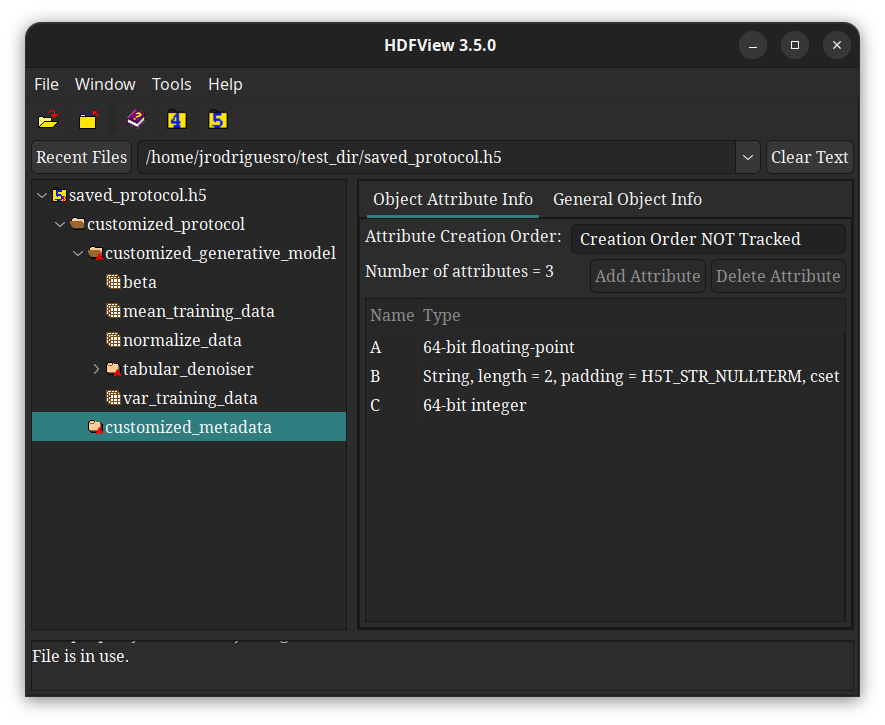 HDFView 3.5.0
File Window Tools Help
4 5
Recent Files /home/jrodriguesro/test_dir/saved_protocol.h5 Clear Text
5 saved_protocol.h5
customized_protocol
customized_generative_model
beta
mean_training_data
normalize_data
tabular_denoiser
var_training_data
customized_metadata
Object Attribute Info General Object Info
Attribute Creation Order: Creation Order NOT Tracked
Number of attributes = 3 Add Attribute Delete Attribute
Name Type
A 64-bit floating-point
B String, length = 2, padding = H5T_STR_NULLTERM, cset
C 64-bit integer
File is in use.